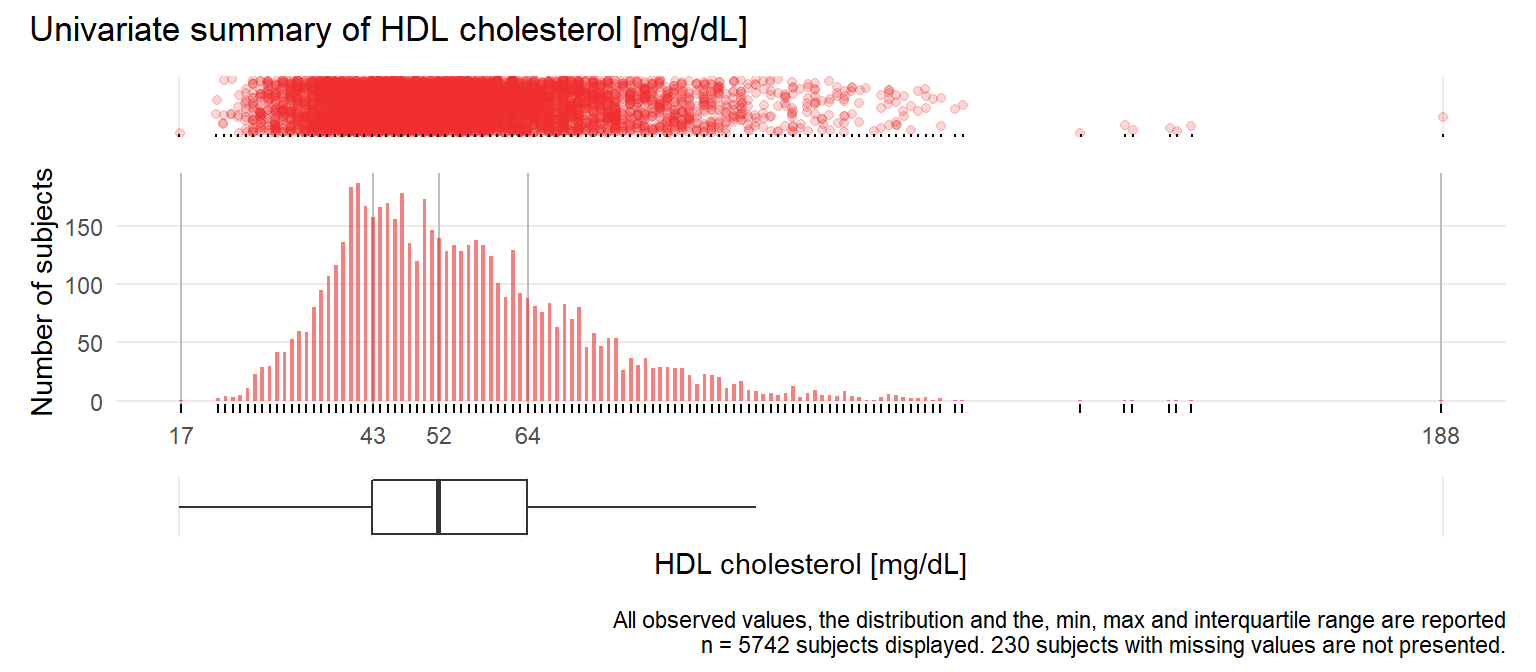 Univariate summary of HDL cholesterol [mg/dL]
Number of subjects
150
100
50
0
17 43 52 64 188
HDL cholesterol [mg/dL]
All observed values, the distribution and the, min, max and interquartile range are reported
n = 5742 subjects displayed. 230 subjects with missing values are not presented.